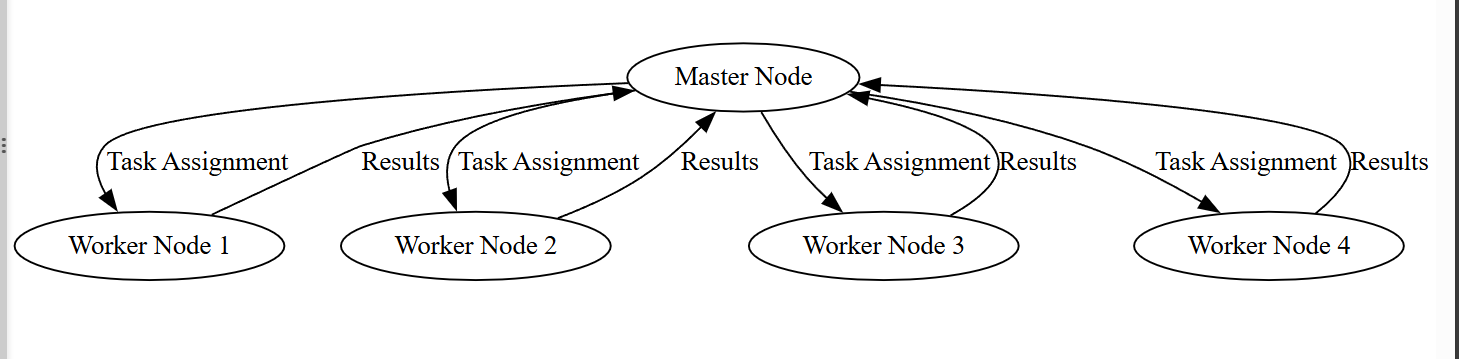 Master Node
Task Assignment
Results
Task Assignment
Results
Task Assignment
Results
Task Assignment
Results
Worker Node 1
Worker Node 2
Worker Node 3
Worker Node 4